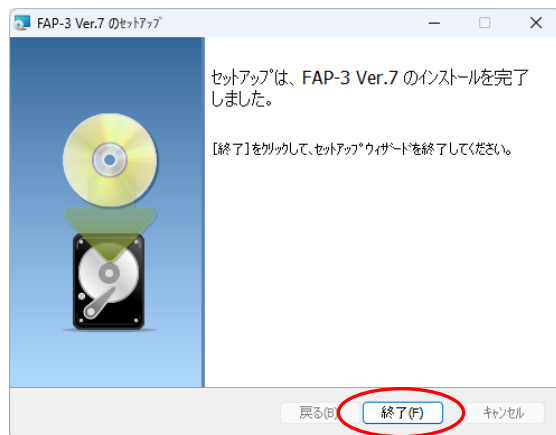 FAP-3 Ver.7 のｾｯﾄｱｯﾌﾟ
ｾｯﾄｱｯﾌﾟは、FAP-3 Ver.7 のｲﾝｽﾄｰﾙを完了
しました。
[終了]をｸﾘｯｸして、ｾｯﾄｱｯﾌﾟｳｨｻﾞｰﾄﾞを終了してください。
戻る(B)
終了(F)
ｷｬﾝｾﾙ